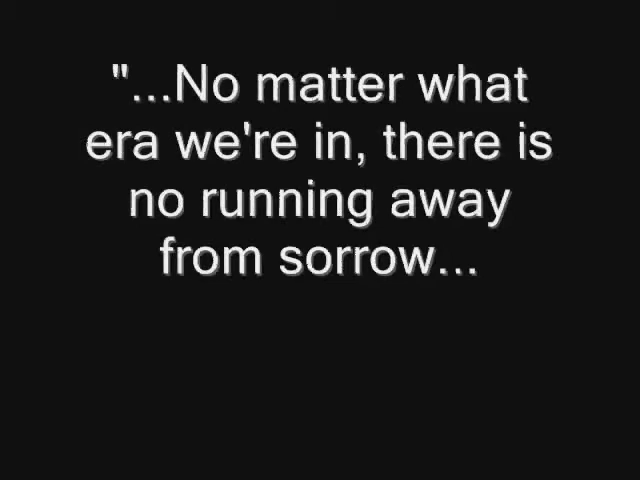 "...No matter what
era we're in, there is
no running away
from sorrow...